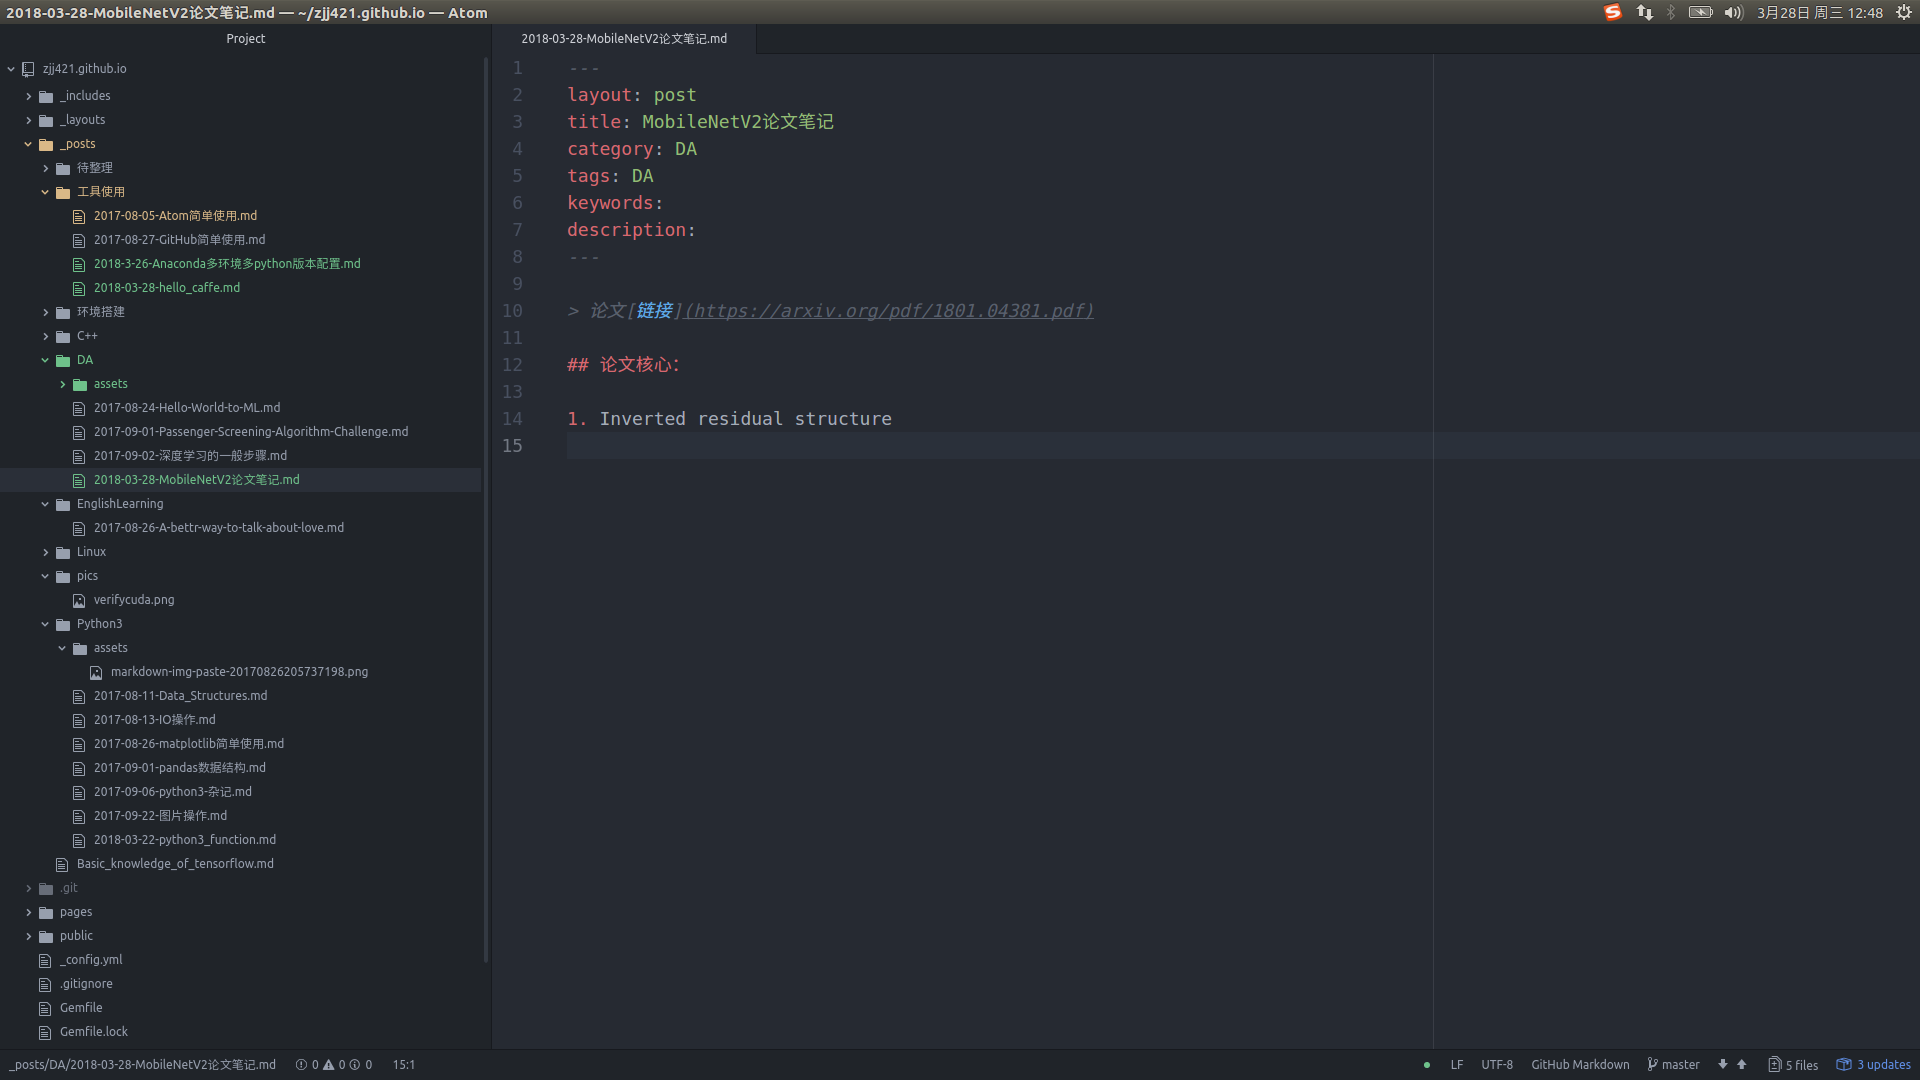 2018-03-28-MobileNetV2论文笔记.md — ~/zjj421.github.io — Atom
3月28日 周三 12:48
Project
zjj421.github.io
_includes
_layouts
_posts
待整理
工具使用
2017-08-05-Atom简单使用.md
2017-08-27-GitHub简单使用.md
2018-3-26-Anaconda多环境多python版本配置.md
2018-03-28-hello_caffe.md
环境搭建
C++
DA
assets
2017-08-24-Hello-World-to-ML.md
2017-09-01-Passenger-Screening-Algorithm-Challenge.md
2017-09-02-深度学习的一般步骤.md
2018-03-28-MobileNetV2论文笔记.md
EnglishLearning
2017-08-26-A-bettr-way-to-talk-about-love.md
Linux
pics
verifycuda.png
Python3
assets
markdown-img-paste-20170826205737198.png
2017-08-11-Data_Structures.md
2017-08-13-IO操作.md
2017-08-26-matplotlib简单使用.md
2017-09-01-pandas数据结构.md
2017-09-06-python3-杂记.md
2017-09-22-图片操作.md
2018-03-22-python3_function.md
Basic_knowledge_of_tensorflow.md
.git
pages
public
_config.yml
.gitignore
Gemfile
Gemfile.lock
2018-03-28-MobileNetV2论文笔记.md
1 ---
2 layout: post
3 title: MobileNetV2论文笔记
4 category: DA
5 tags: DA
6 keywords:
7 description:
8 ---
9
10 > 论文[链接](https://arxiv.org/pdf/1801.04381.pdf)
11
12 ## 论文核心：
13
14 1. Inverted residual structure
15
_posts/DA/2018-03-28-MobileNetV2论文笔记.md 0 0 0 15:1
LF UTF-8 GitHub Markdown master 5 files 3 updates